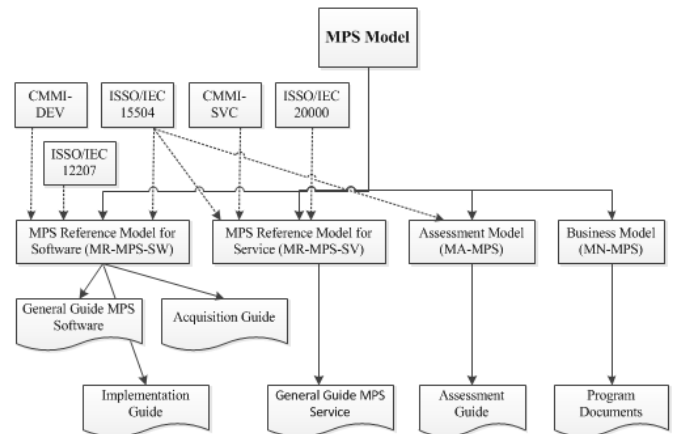 MPS Model
CMMI-
DEV
ISSO/IEC
15504
CMMI-
SVC
ISSO/IEC
20000
ISSO/IEC
12207
MPS Reference Model for
Software (MR-MPS-SW)
MPS Reference Model for
Service (MR-MPS-SV)
Assessment Model
(MA-MPS)
Business Model
(MN-MPS)
General Guide MPS
Software
Acquisition Guide
Implementation
Guide
General Guide MPS
Service
Assessment
Guide
Program
Documents